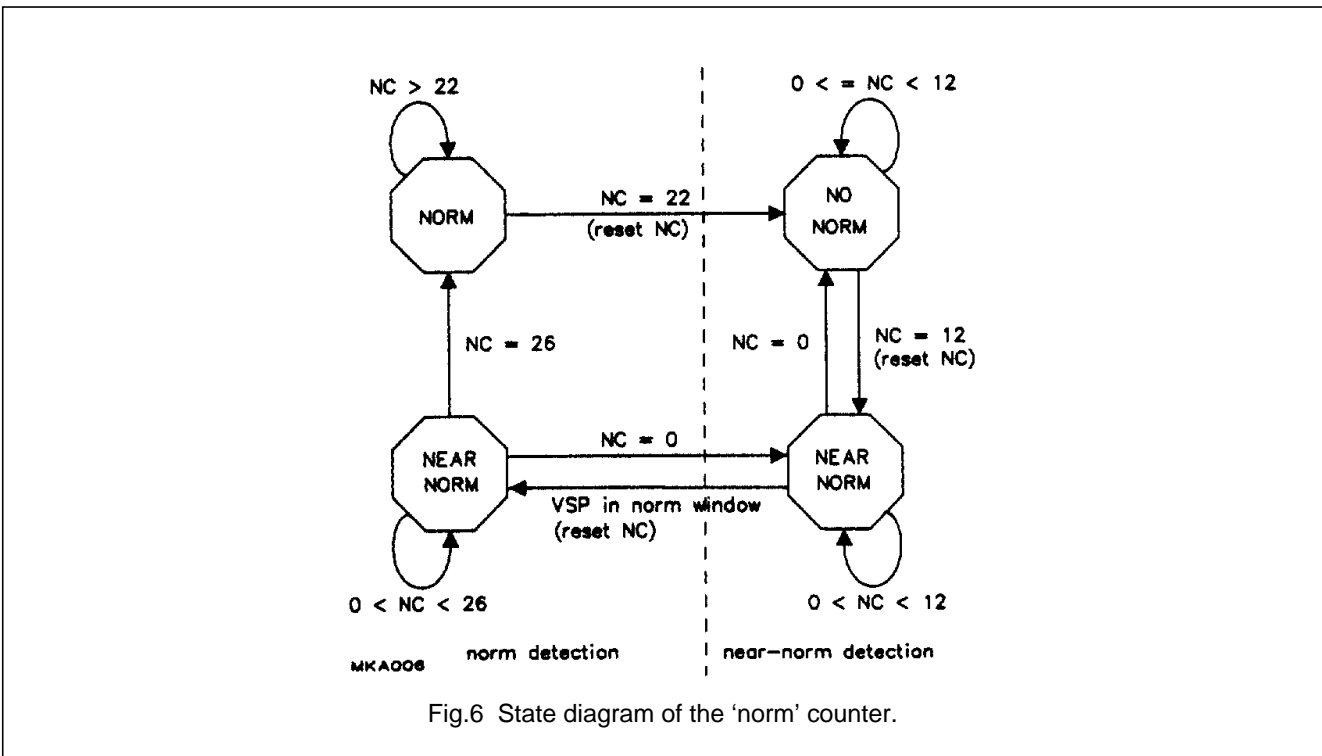 NC > 22
0 < = NC < 12
NORM
NC = 22
(reset NC)
NO
NORM
NC = 26
NC = 0
NC = 12
(reset NC)
NEAR
NORM
NC = 0
VSP in norm window
(reset NC)
NEAR
NORM
0 < NC < 26
0 < NC < 12
MKA006
norm detection
near-norm detection
Fig.6 State diagram of the ‘norm’ counter.